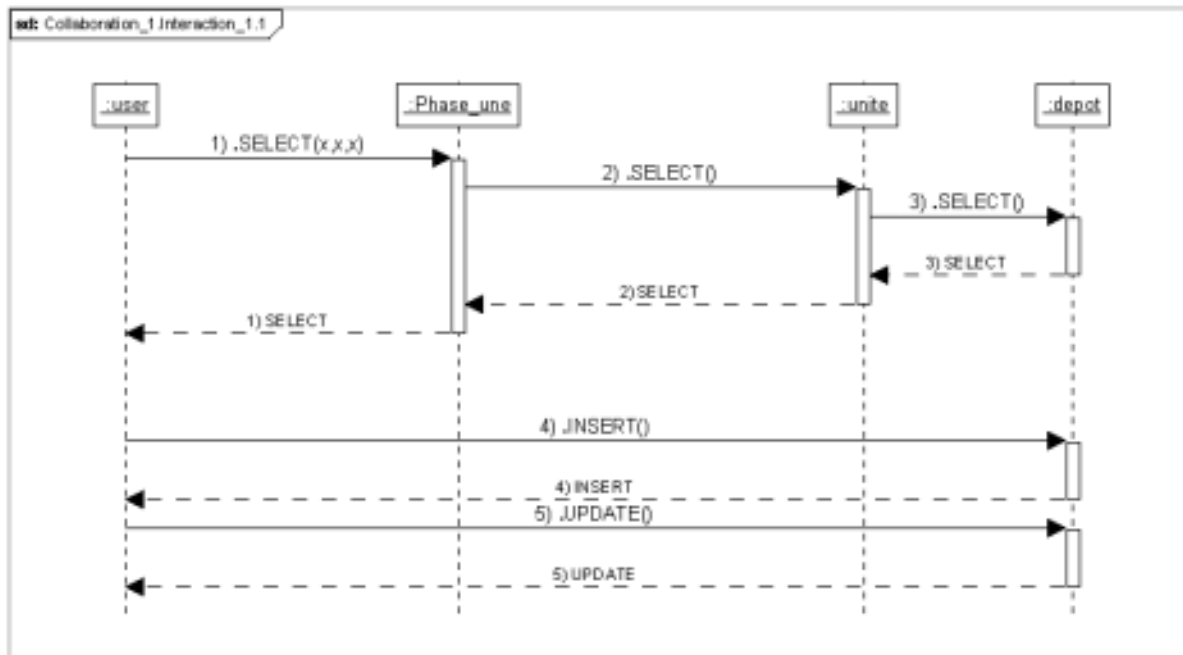 sd: Collaboration_1.Interaction_1.1
:user
:Phase_une
:unite
:depot
1) .SELECT(x,x,x)
2) .SELECT()
3) .SELECT()
3)SELECT
2)SELECT
1)SELECT
4) .INSERT()
4)INSERT
5) .UPDATE()
5)UPDATE